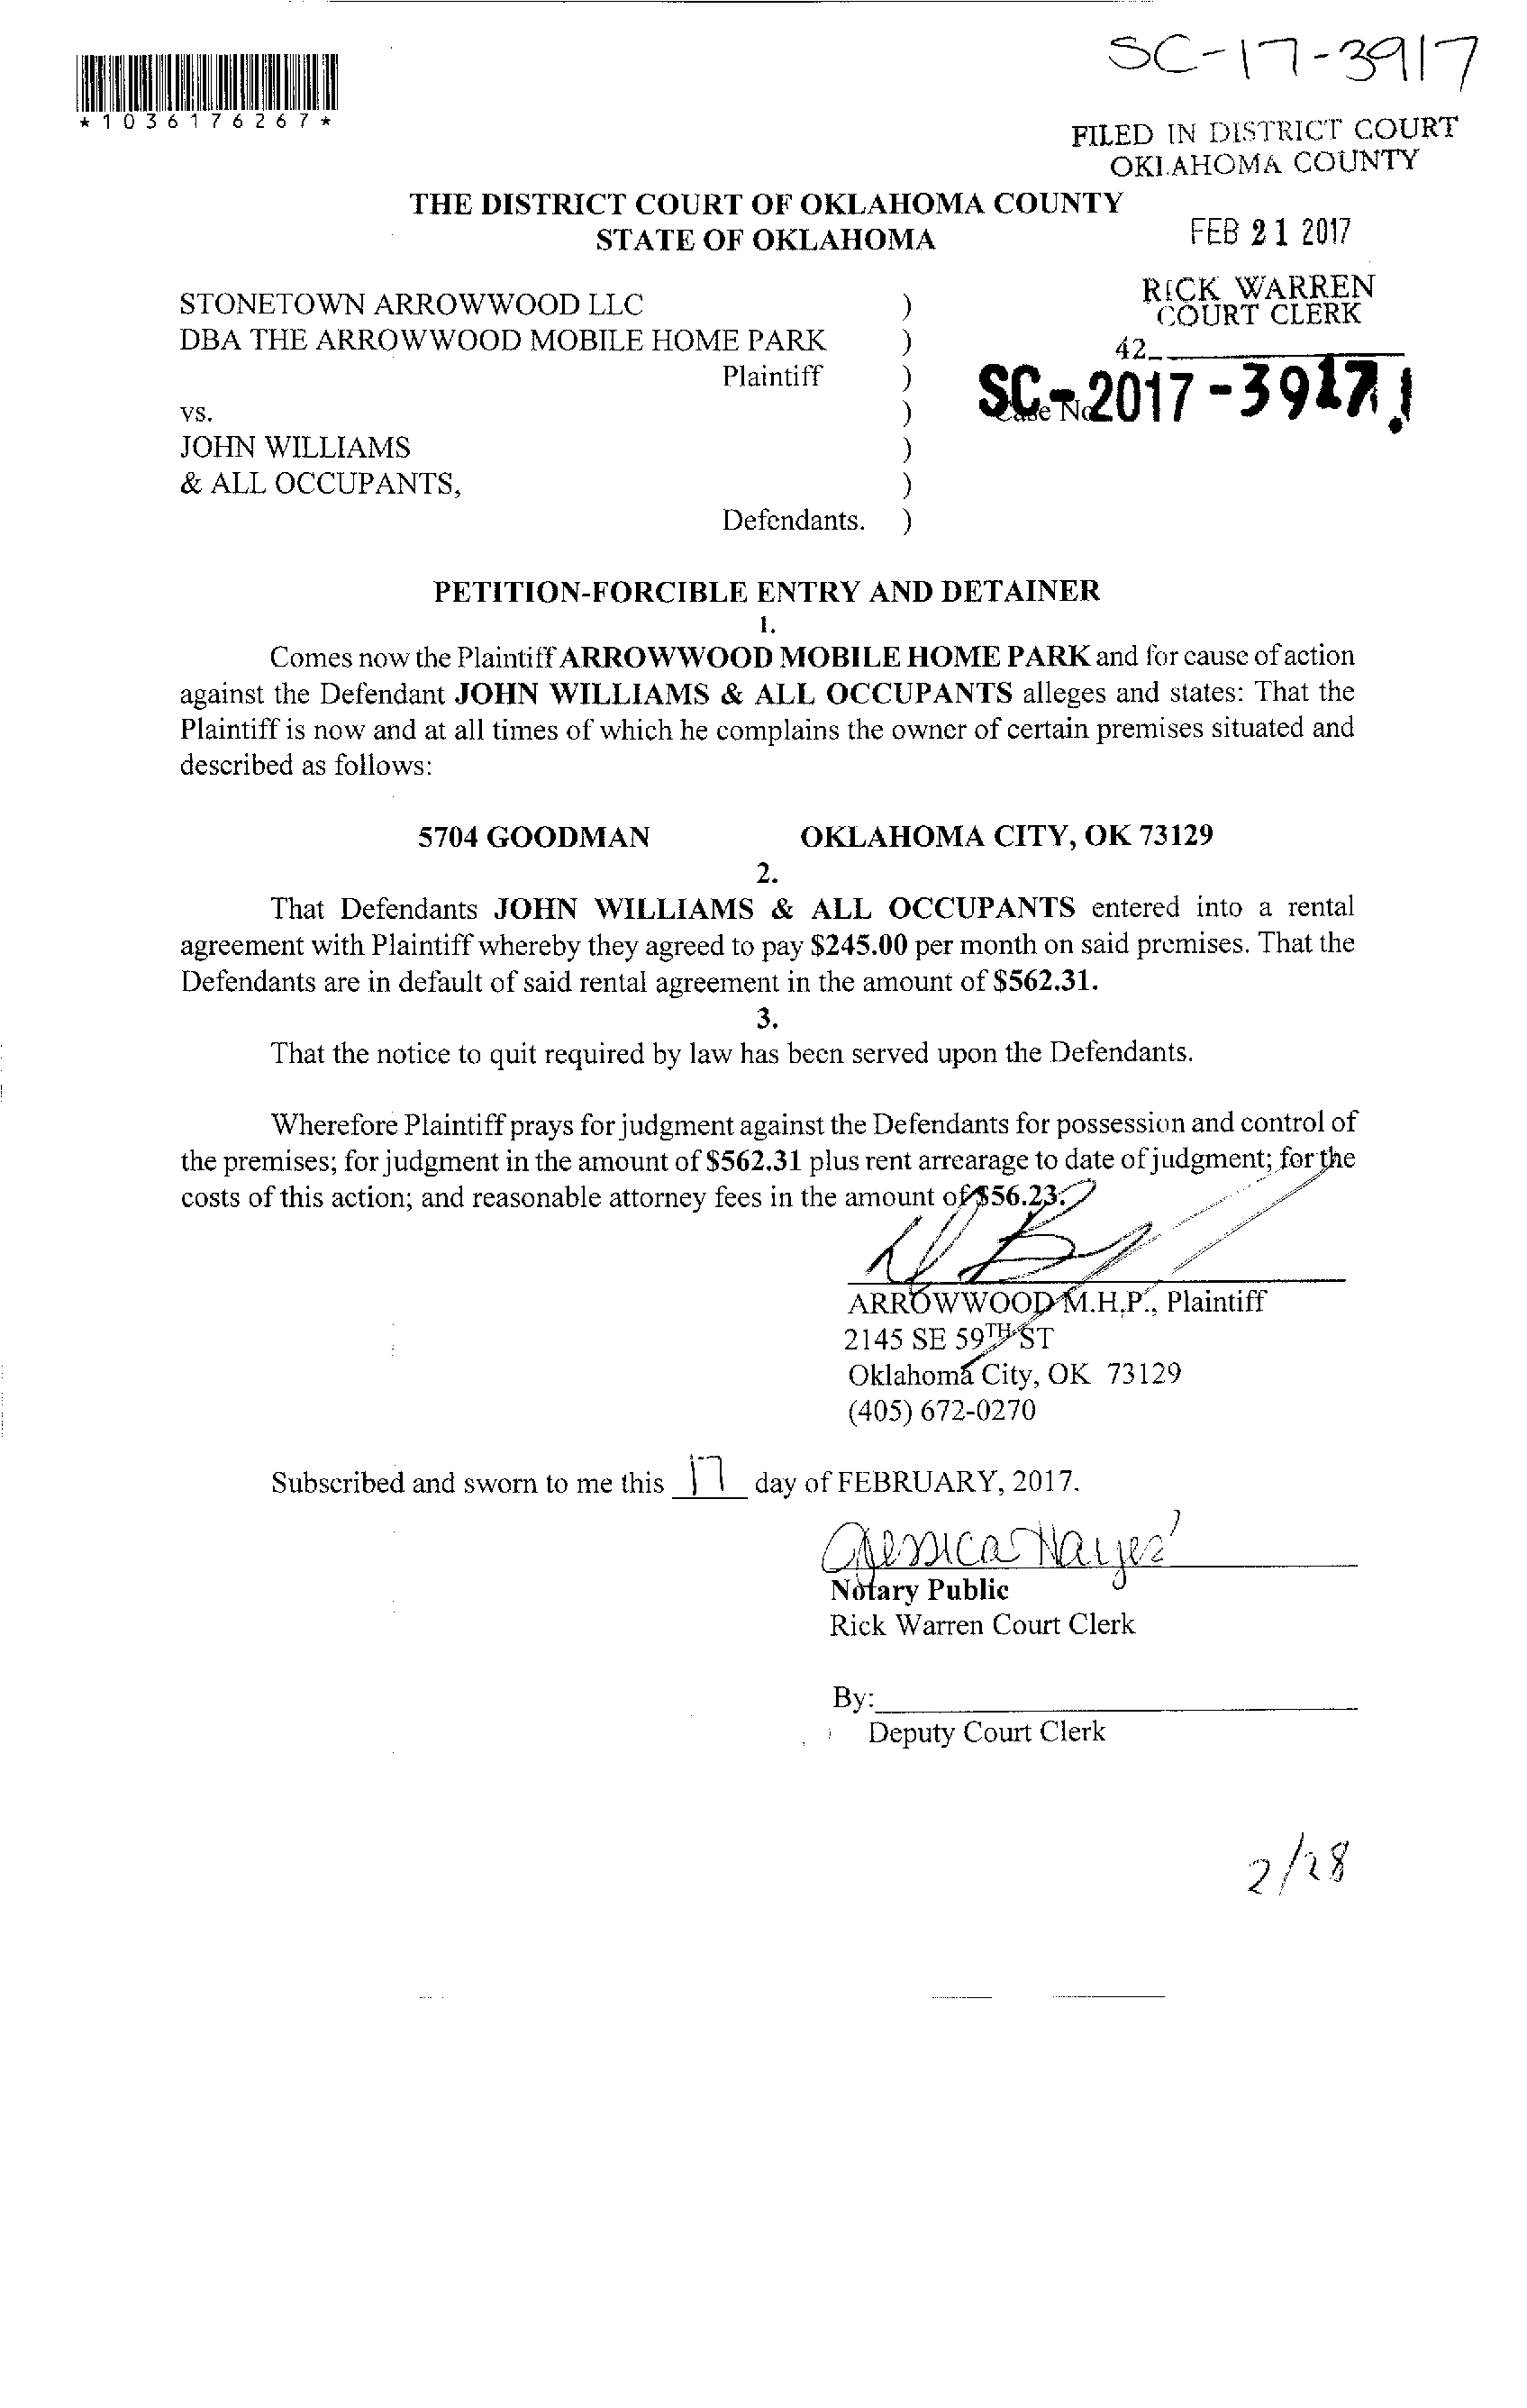 SC-17-3917
*1036176267*
FILED IN DISTRICT COURT
OKLAHOMA COUNTY
THE DISTRICT COURT OF OKLAHOMA COUNTY
STATE OF OKLAHOMA
FEB 21 2017
RICK WARREN
COURT CLERK
42
STONETOWN ARROWWOOD LLC )
DBA THE ARROWWOOD MOBILE HOME PARK )
Plaintiff )
SC-2017-3917
Case No
vs. )
JOHN WILLIAMS )
& ALL OCCUPANTS, )
Defendants. )
PETITION-FORCIBLE ENTRY AND DETAINER
1.
Comes now the Plaintiff ARROWWOOD MOBILE HOME PARK and for cause of action
against the Defendant JOHN WILLIAMS & ALL OCCUPANTS alleges and states: That the
Plaintiff is now and at all times of which he complains the owner of certain premises situated and
described as follows:
5704 GOODMAN OKLAHOMA CITY, OK 73129
2.
That Defendants JOHN WILLIAMS & ALL OCCUPANTS entered into a rental
agreement with Plaintiff whereby they agreed to pay $245.00 per month on said premises. That the
Defendants are in default of said rental agreement in the amount of $562.31.
3.
That the notice to quit required by law has been served upon the Defendants.
Wherefore Plaintiff prays for judgment against the Defendants for possession and control of
the premises; for judgment in the amount of $562.31 plus rent arrearage to date of judgment; for the
costs of this action; and reasonable attorney fees in the amount of $56.23.
ARROWWOOD M.H.P., Plaintiff
2145 SE 59TH ST
Oklahoma City, OK 73129
(405) 672-0270
Subscribed and sworn to me this 17 day of FEBRUARY, 2017.
Jessica Hayes
Notary Public
Rick Warren Court Clerk
By:
Deputy Court Clerk
2/28